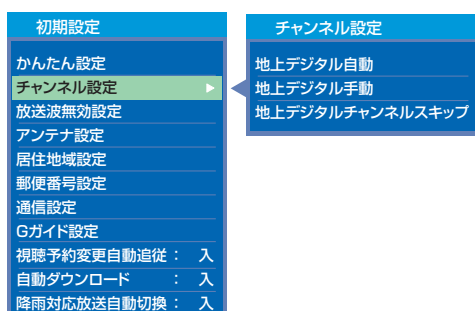 初期設定
かんたん設定
チャンネル設定
放送波無効設定
アンテナ設定
居住地域設定
郵便番号設定
通信設定
Gガイド設定
視聴予約変更自動追従： 入
自動ダウンロード ： 入
降雨対応放送自動切換： 入
チャンネル設定
地上デジタル自動
地上デジタル手動
地上デジタルチャンネルスキップ